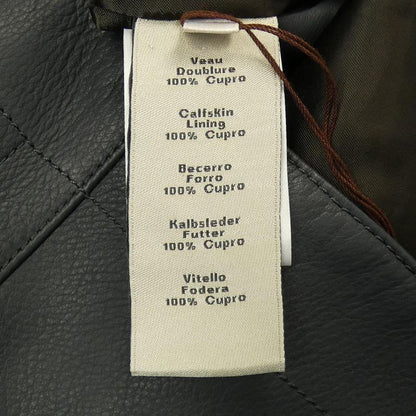 Veau
Doublure
100% Cupro
Calfskin
Lining
100% Cupro
Becerro
Forro
100% Cupro
Kalbsleder
Futter
100% Cupro
Vitello
Fodera
100% Cupro